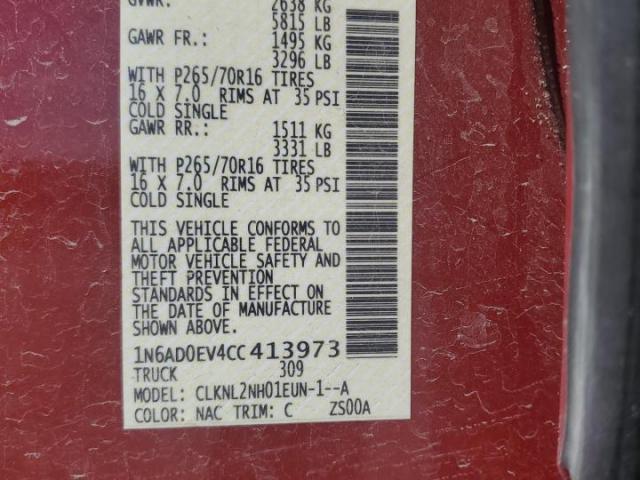 GVWR: 2638 KG
5815 LB
GAWR FR.: 1495 KG
3296 LB
WITH P265/70R16 TIRES
16 X 7.0 RIMS AT 35 PSI
COLD SINGLE
GAWR RR.: 1511 KG
3331 LB
WITH P265/70R16 TIRES
16 X 7.0 RIMS AT 35 PSI
COLD SINGLE
THIS VEHICLE CONFORMS TO
ALL APPLICABLE FEDERAL
MOTOR VEHICLE SAFETY AND
THEFT PREVENTION
STANDARDS IN EFFECT ON
THE DATE OF MANUFACTURE
SHOWN ABOVE.
1N6AD0EV4CC413973
TRUCK 309
MODEL: CLKNL2NH01EUN-1--A
COLOR: NAC TRIM: C ZS00A